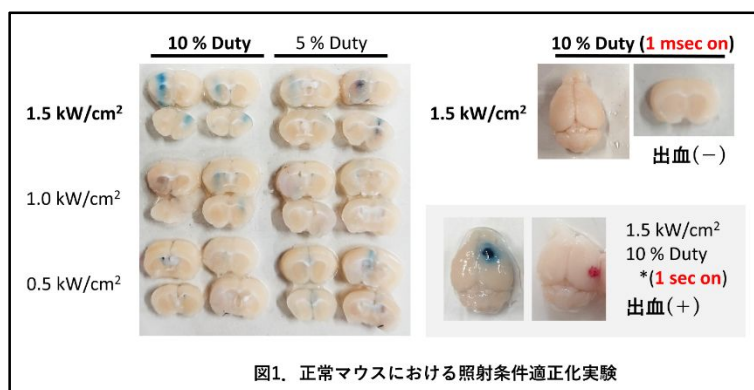 10 % Duty
5 % Duty
1.5 kW/cm²
1.0 kW/cm²
0.5 kW/cm²
10 % Duty (1 msec on)
1.5 kW/cm²
出血(−)
1.5 kW/cm²
10 % Duty
*(1 sec on)
出血(+)
図1. 正常マウスにおける照射条件適正化実験